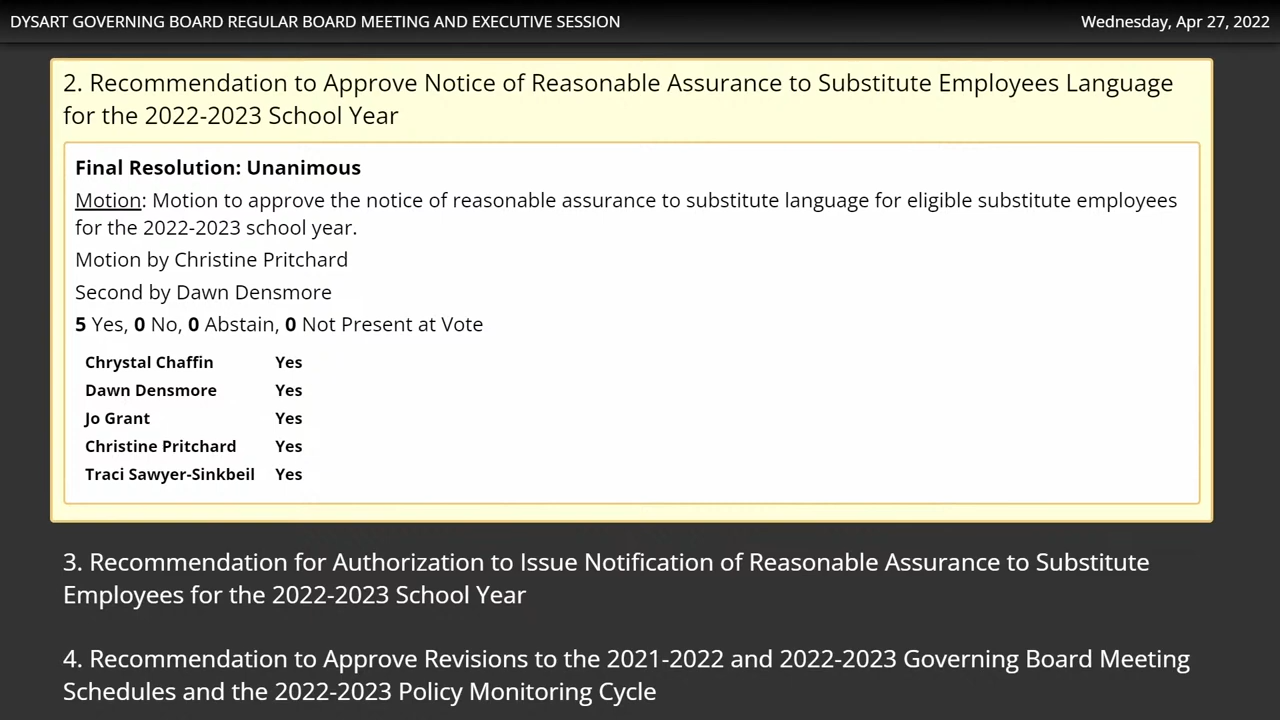 DYSART GOVERNING BOARD REGULAR BOARD MEETING AND EXECUTIVE SESSION
Wednesday, Apr 27, 2022
2. Recommendation to Approve Notice of Reasonable Assurance to Substitute Employees Language
for the 2022-2023 School Year
Final Resolution: Unanimous
Motion: Motion to approve the notice of reasonable assurance to substitute language for eligible substitute employees
for the 2022-2023 school year.
Motion by Christine Pritchard
Second by Dawn Densmore
5 Yes, 0 No, 0 Abstain, 0 Not Present at Vote
Chrystal Chaffin Yes
Dawn Densmore Yes
Jo Grant Yes
Christine Pritchard Yes
Traci Sawyer-Sinkbeil Yes
3. Recommendation for Authorization to Issue Notification of Reasonable Assurance to Substitute
Employees for the 2022-2023 School Year
4. Recommendation to Approve Revisions to the 2021-2022 and 2022-2023 Governing Board Meeting
Schedules and the 2022-2023 Policy Monitoring Cycle